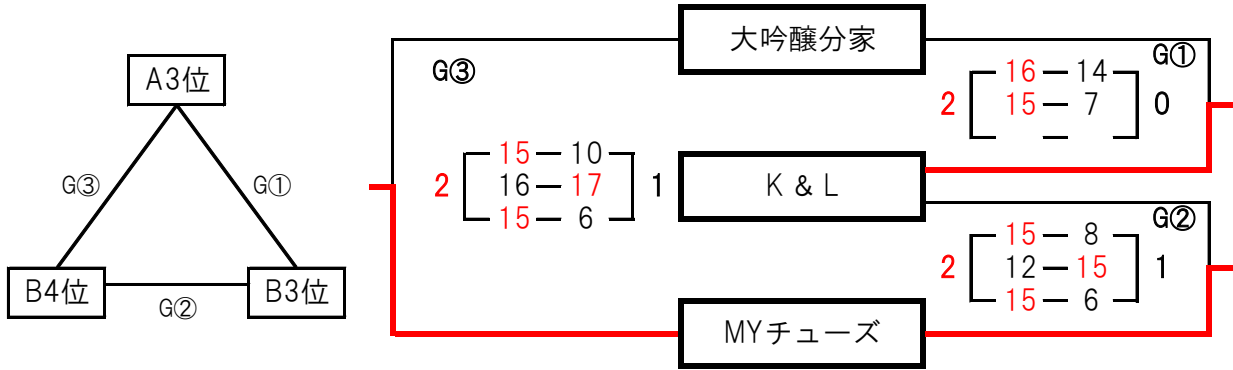 A3位
G③
G①
B4位
G②
B3位
大吟醸分家
G③
2
15 — 10
16 — 17
15 — 6
1
G①
2
16 — 14
15 — 7
—
0
K & L
G②
2
15 — 8
12 — 15
15 — 6
1
MYチューズ